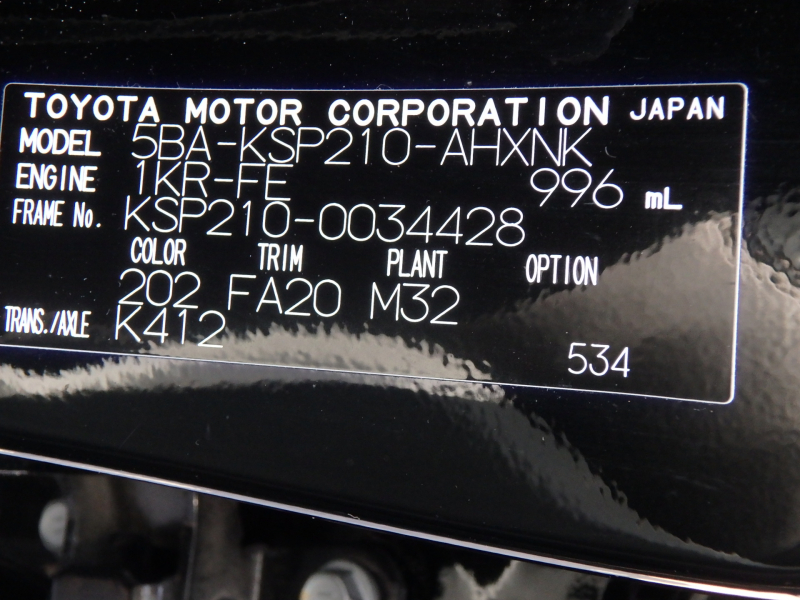 TOYOTA MOTOR CORPORATION JAPAN
MODEL 5BA-KSP210-AHXNK
ENGINE 1KR-FE 996 mL
FRAME No. KSP210-0034428
COLOR TRIM PLANT OPTION
202 FA20 M32
TRANS./AXLE K412
534